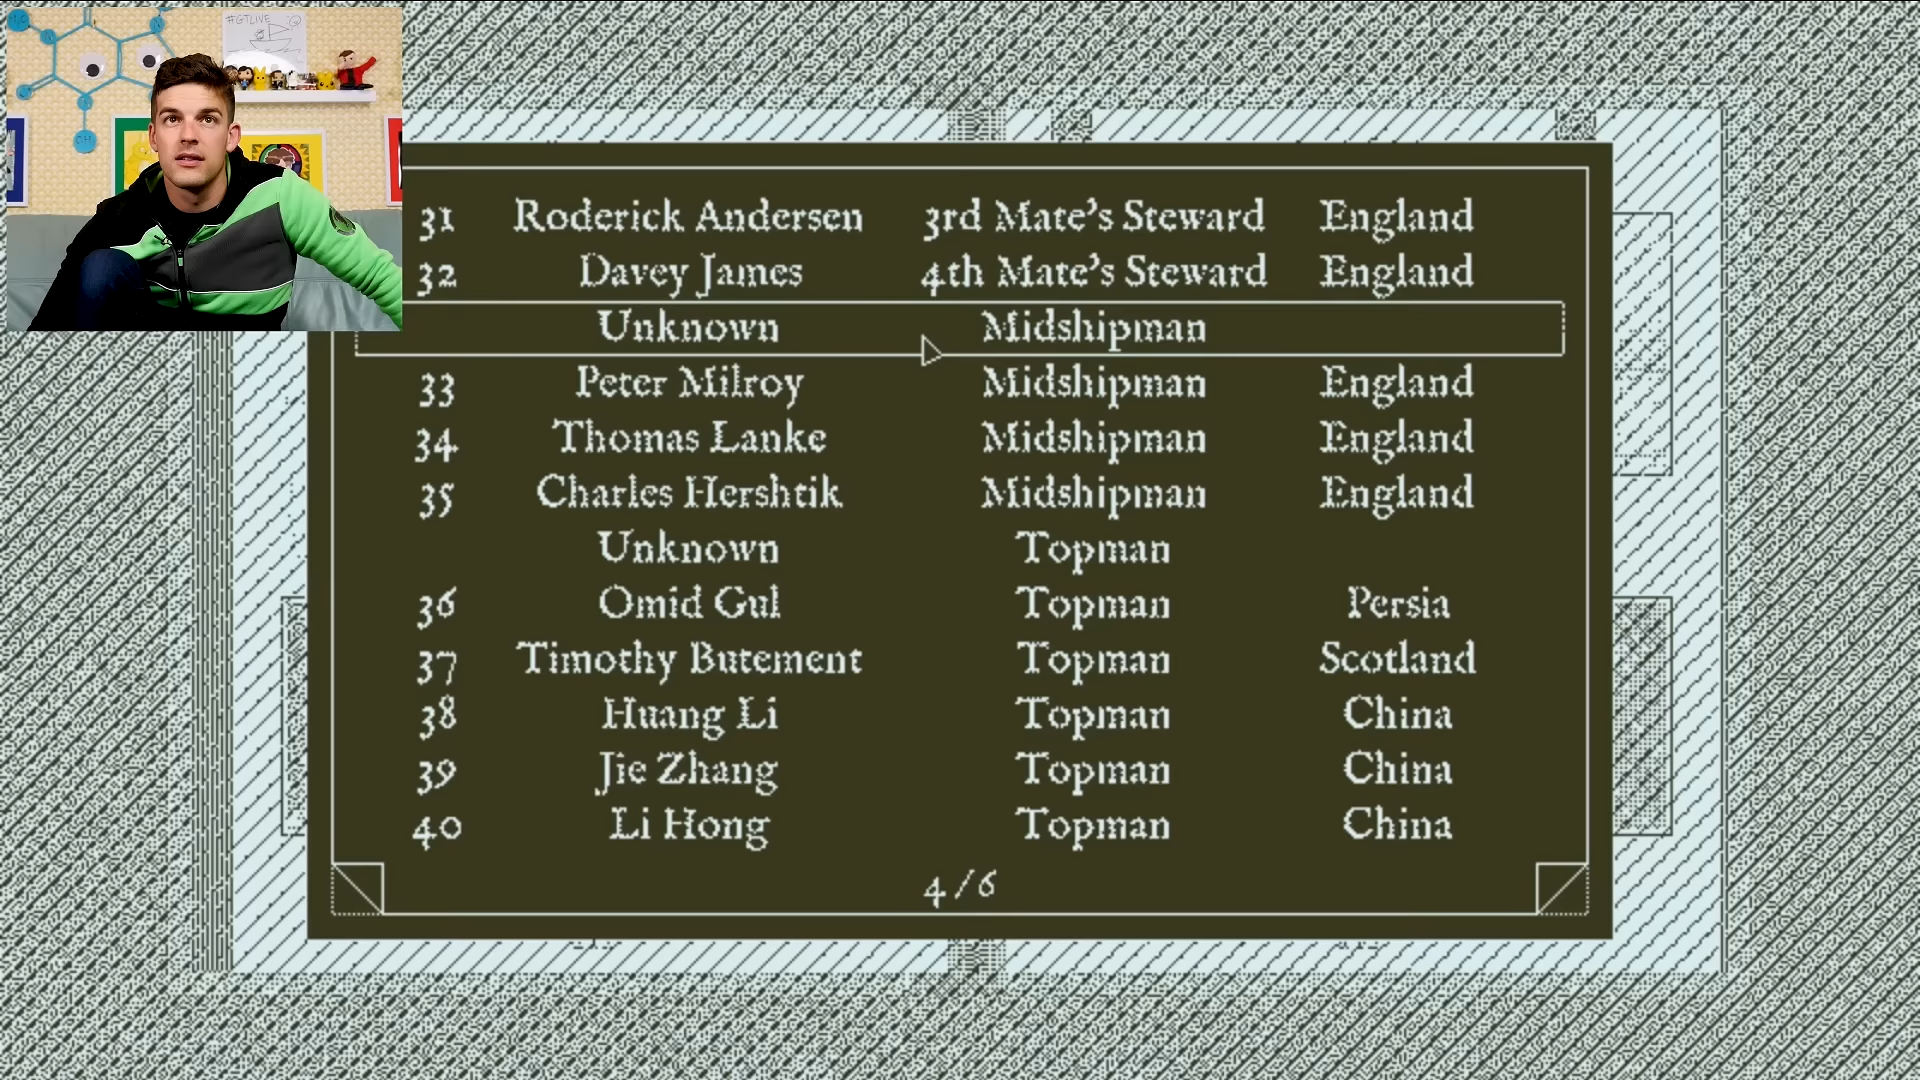 #GTLIVE
OH
31 Roderick Andersen 3rd Mate's Steward England
32 Davey James 4th Mate's Steward England
Unknown Midshipman
33 Peter Milroy Midshipman England
34 Thomas Lanke Midshipman England
35 Charles Hershtik Midshipman England
Unknown Topman
36 Omid Gul Topman Persia
37 Timothy Butement Topman Scotland
38 Huang Li Topman China
39 Jie Zhang Topman China
40 Li Hong Topman China
4/6